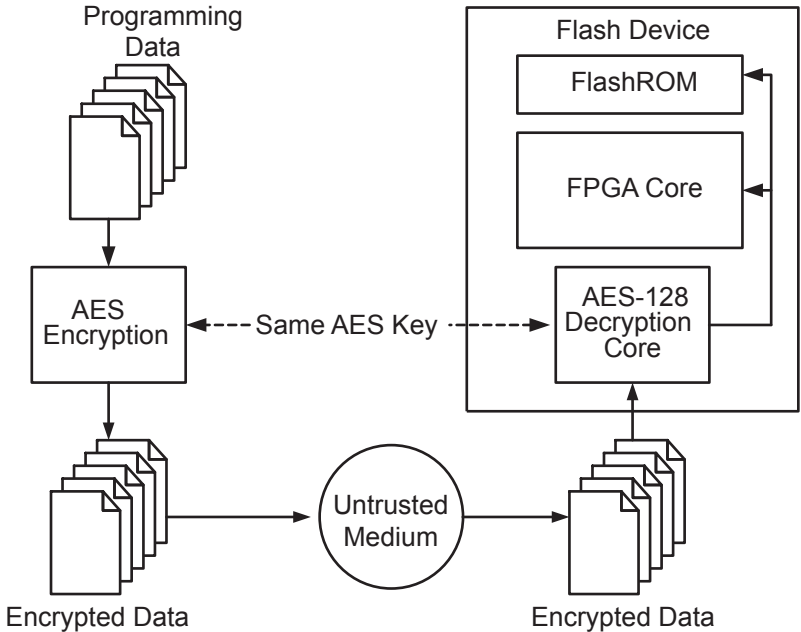 Programming
Data
Flash Device
FlashROM
FPGA Core
AES
Encryption
Same AES Key
AES-128
Decryption
Core
Untrusted
Medium
Encrypted Data
Encrypted Data